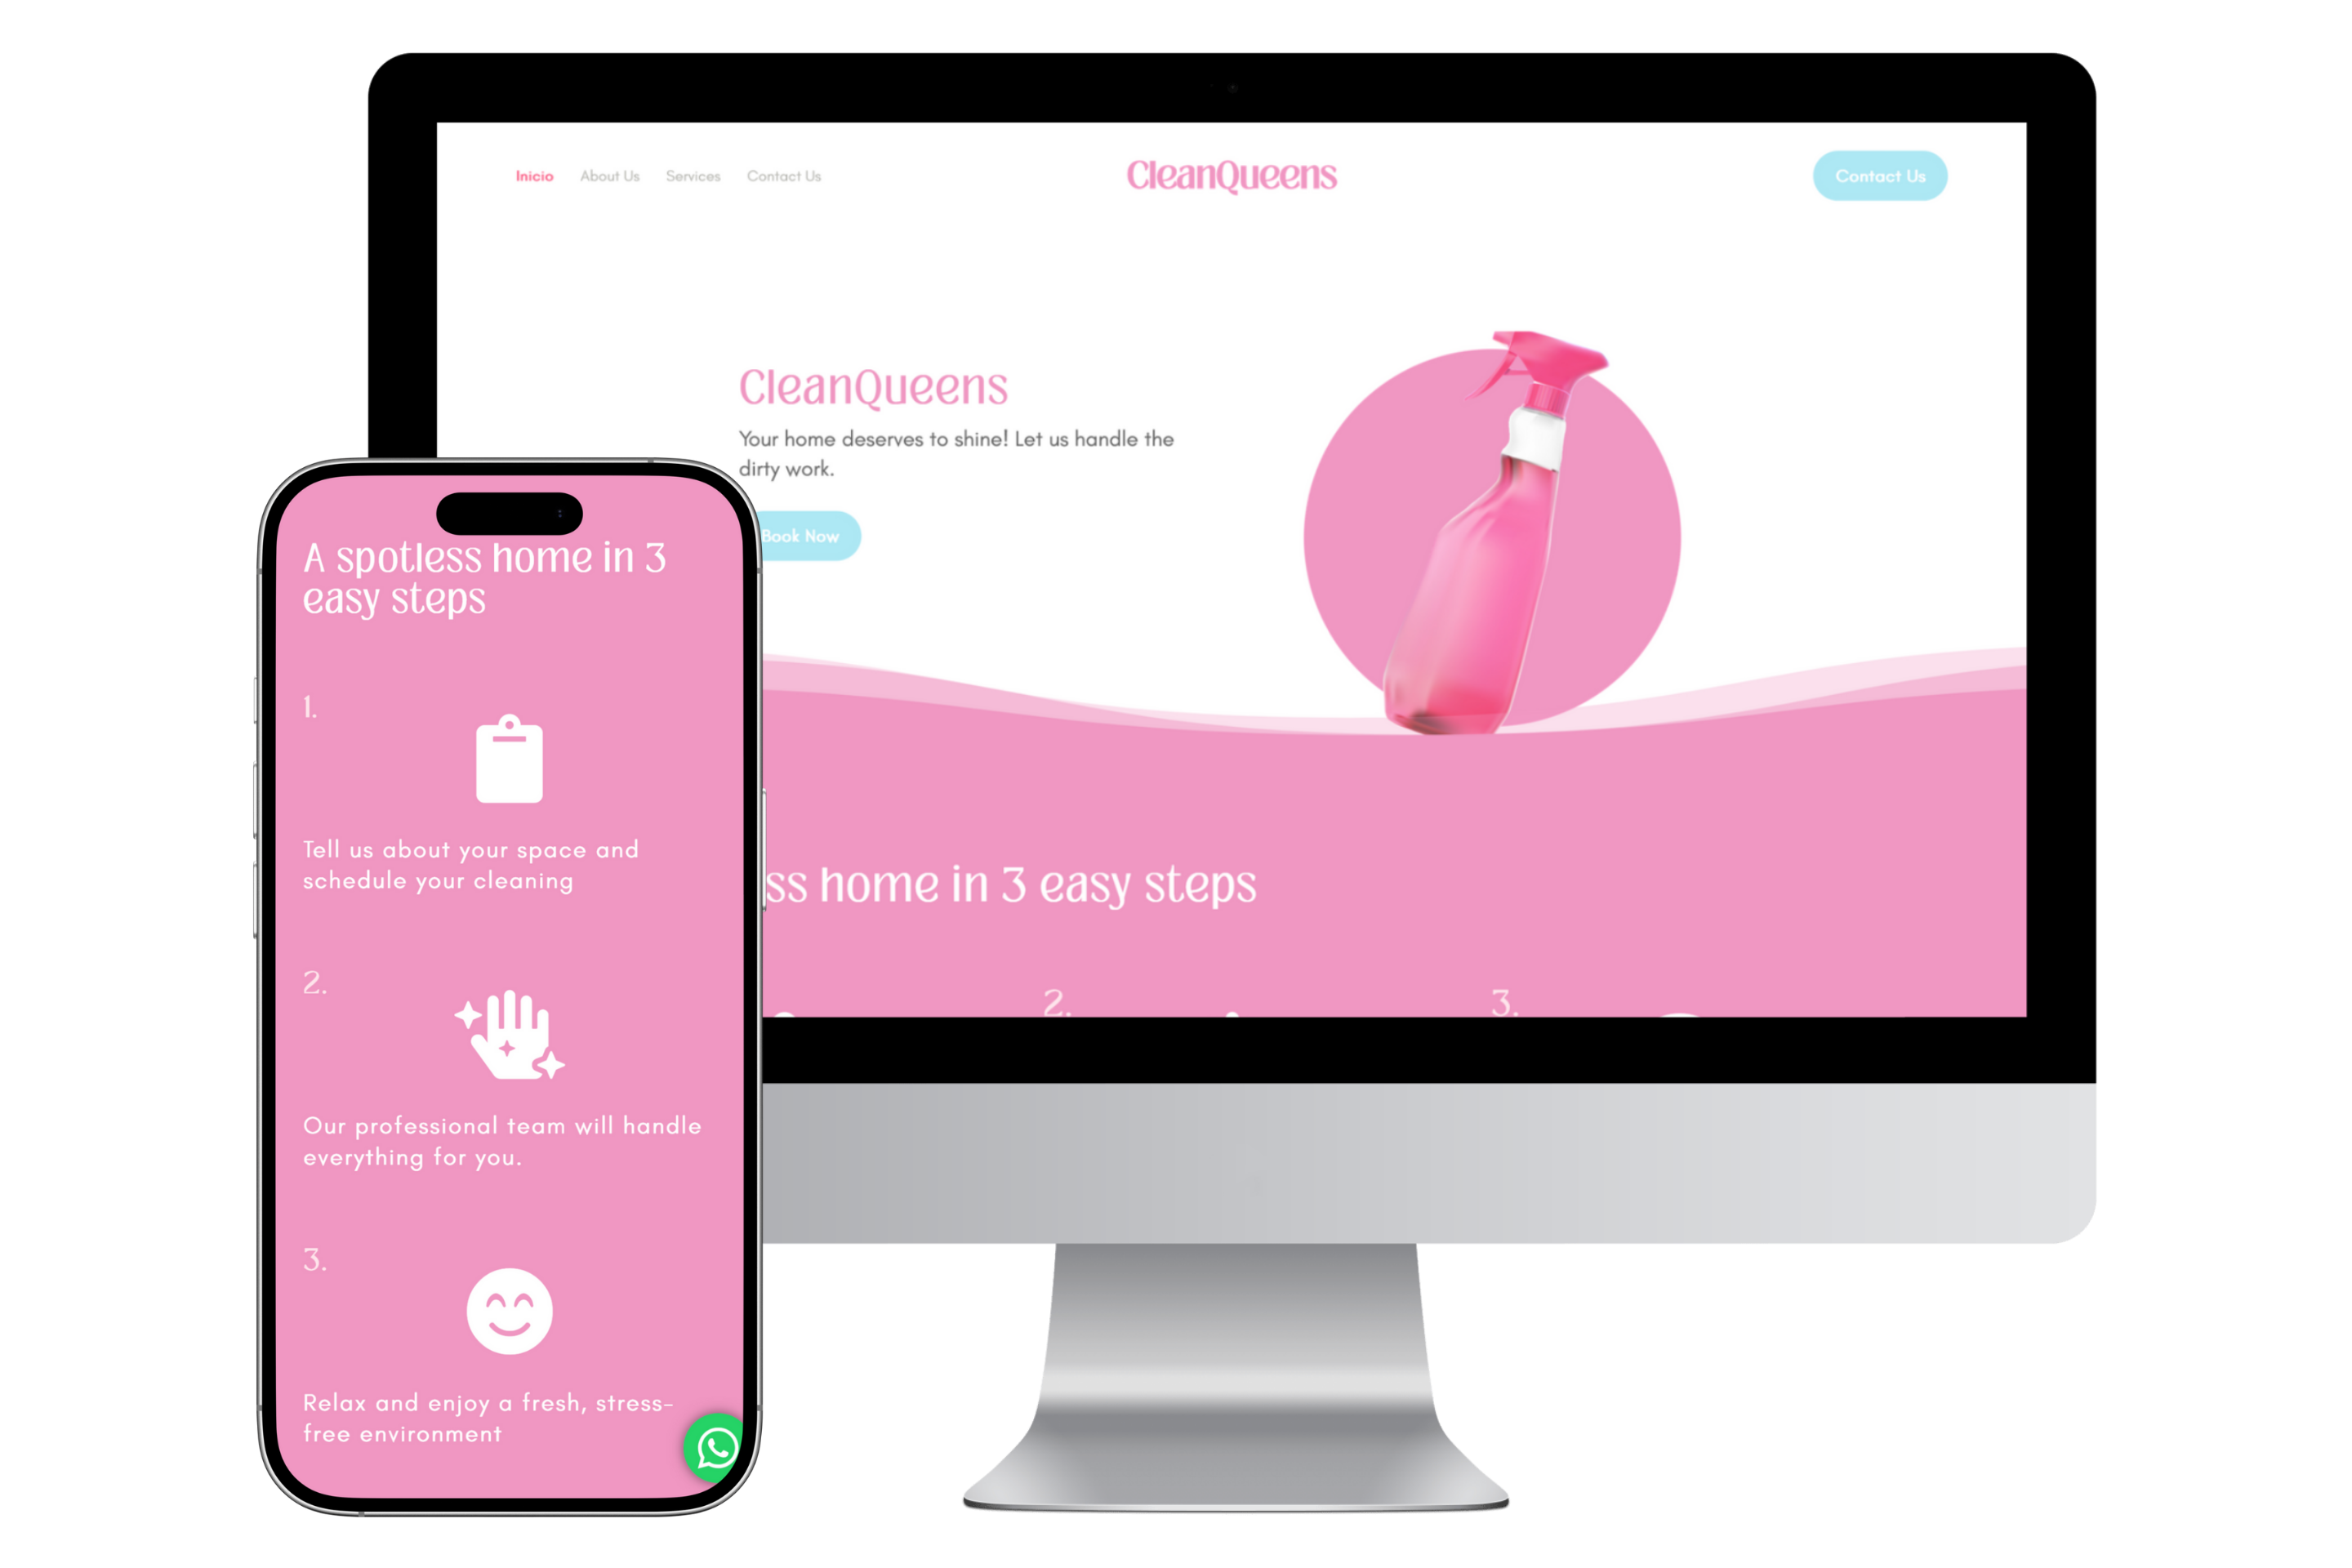 Inicio About Us Services Contact Us
CleanQueens
Contact Us
CleanQueens
Your home deserves to shine! Let us handle the
dirty work.
Book Now
ss home in 3 easy steps
2.
3.
A spotless home in 3
easy steps
1.
Tell us about your space and
schedule your cleaning
2.
Our professional team will handle
everything for you.
3.
Relax and enjoy a fresh, stress-
free environment